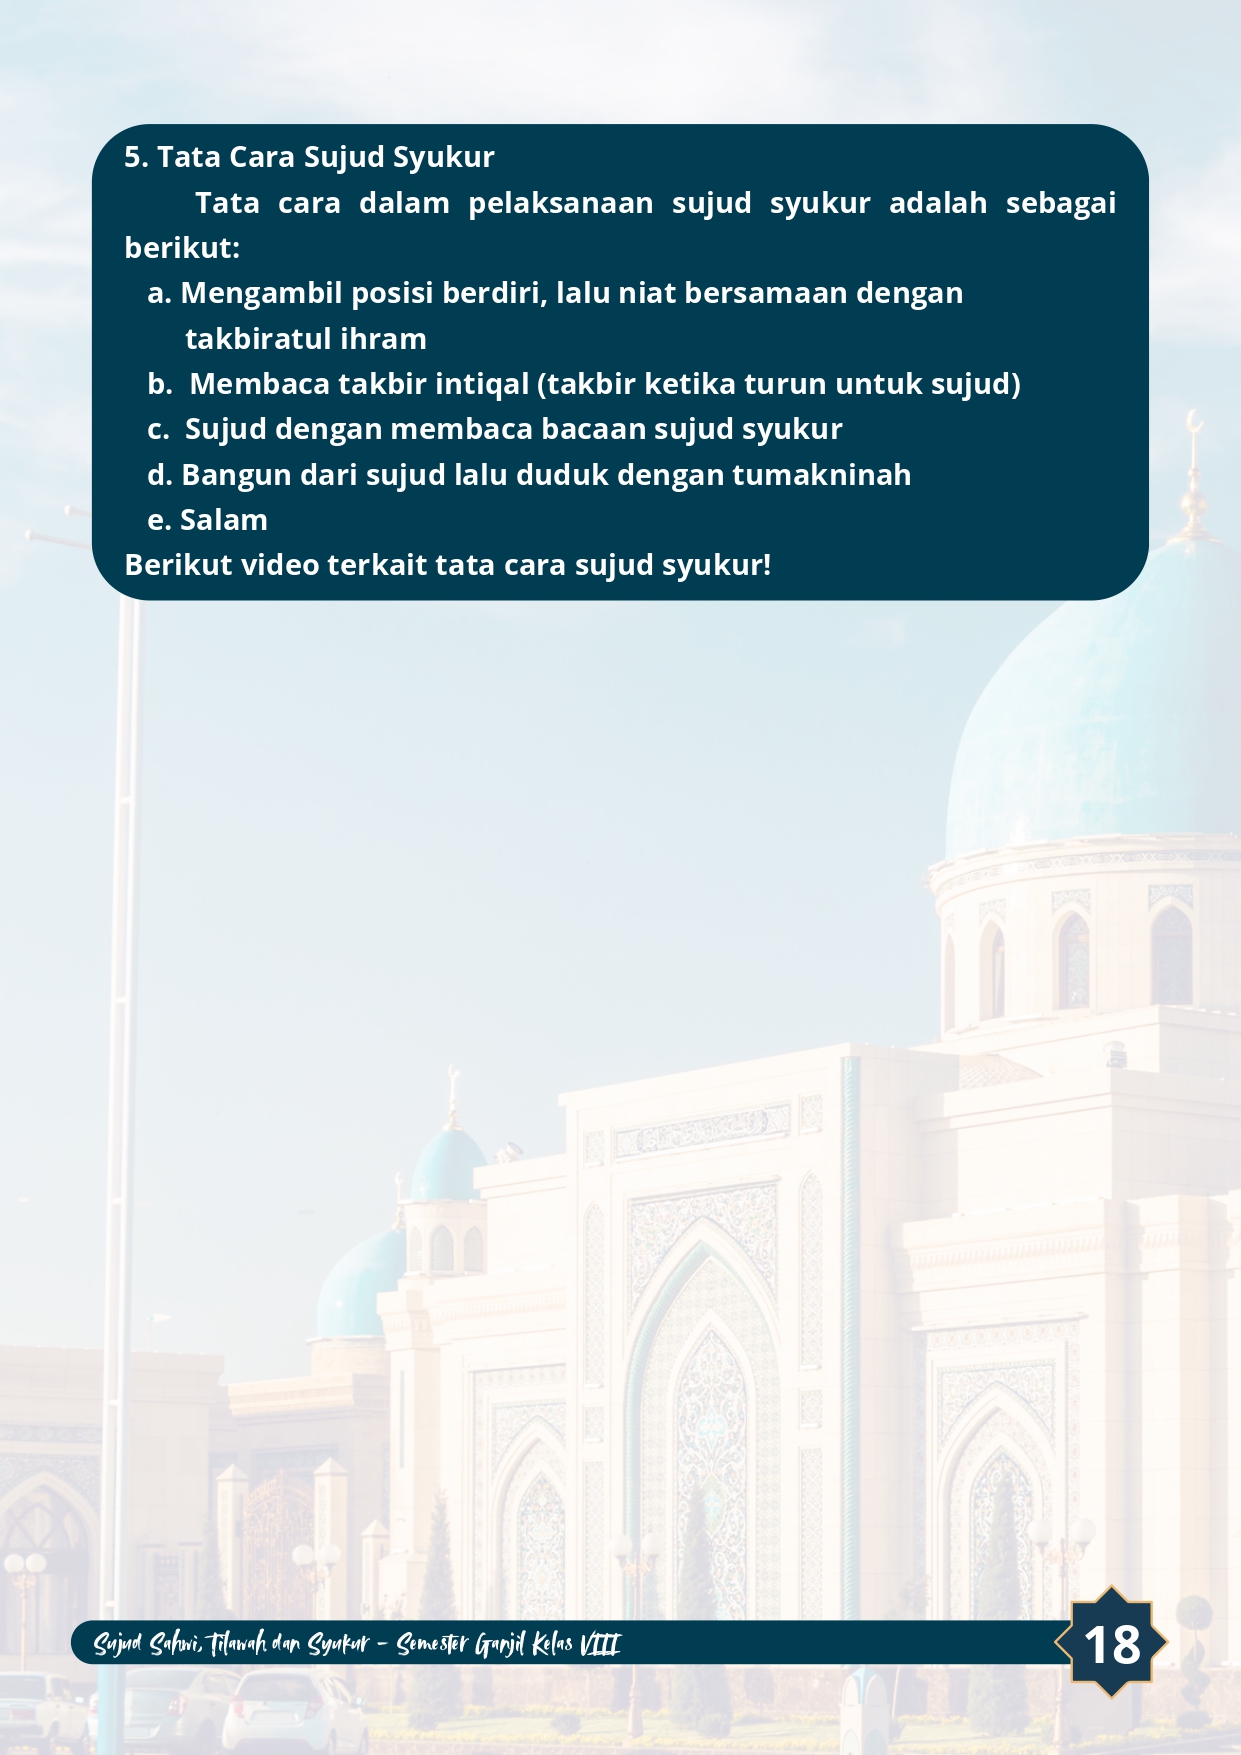 5. Tata Cara Sujud Syukur
Tata cara dalam pelaksanaan sujud syukur adalah sebagai
berikut:
a. Mengambil posisi berdiri, lalu niat bersamaan dengan
takbiratul ihram
b. Membaca takbir intiqal (takbir ketika turun untuk sujud)
c. Sujud dengan membaca bacaan sujud syukur
d. Bangun dari sujud lalu duduk dengan tumakninah
e. Salam
Berikut video terkait tata cara sujud syukur!
Sujud Sahwi, Tilawah dan Syukur - Semester Ganjil Kelas VIII
18